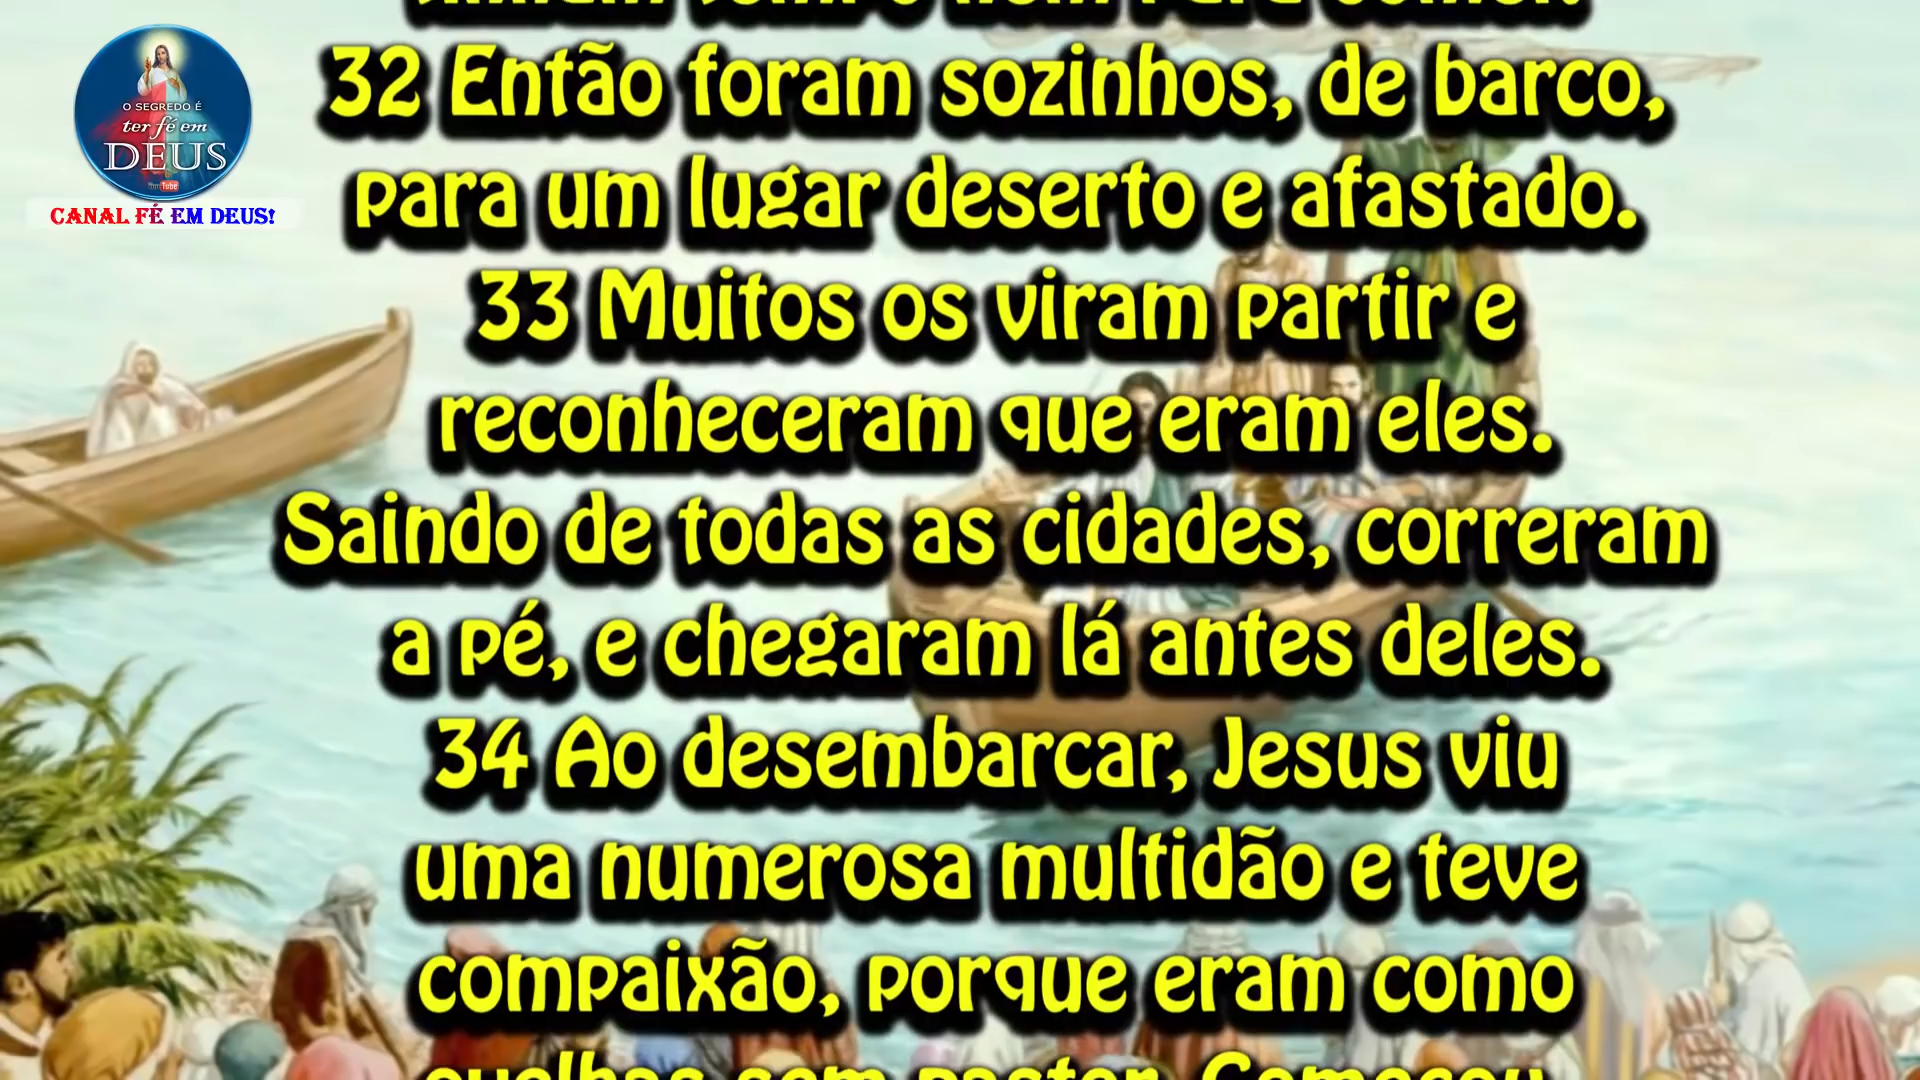 O SEGREDO É
ter fé em
DEUS
YouTube
CANAL FÉ EM DEUS!
32 Então foram sozinhos, de barco,
para um lugar deserto e afastado.
33 Muitos os viram partir e
reconheceram que eram eles.
Saindo de todas as cidades, correram
a pé, e chegaram lá antes deles.
34 Ao desembarcar, Jesus viu
uma numerosa multidão e teve
compaixão, porque eram como